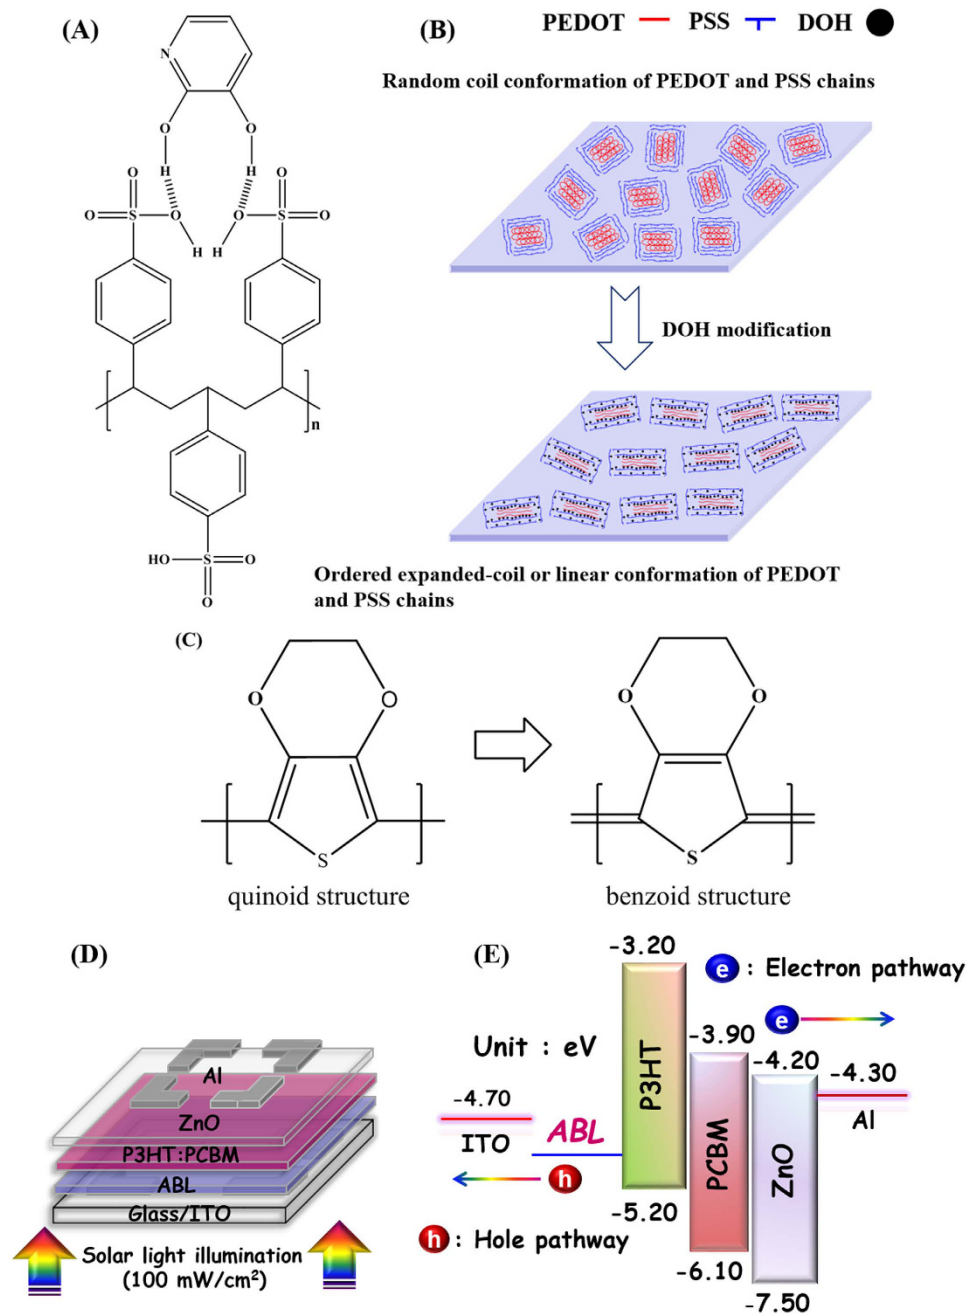 (A)
N
O
O
H
H
O
O
O
S
O
O
S
O
H
H
O
O
n
HO
S
O
O
(B)
PEDOT
PSS
DOH
Random coil conformation of PEDOT and PSS chains
DOH modification
Ordered expanded-coil or linear conformation of PEDOT
and PSS chains
(C)
O
O
S
quinoid structure
O
O
S
benzoid structure
(D)
Al
ZnO
P3HT:PCBM
ABL
Glass/ITO
Solar light illumination
(100 mW/cm²)
(E)
-3.20
e : Electron pathway
e
Unit : eV
-3.90
-4.20
-4.30
-4.70
P3HT
Al
ITO
ABL
PCBM
ZnO
h
-5.20
h : Hole pathway
-6.10
-7.50